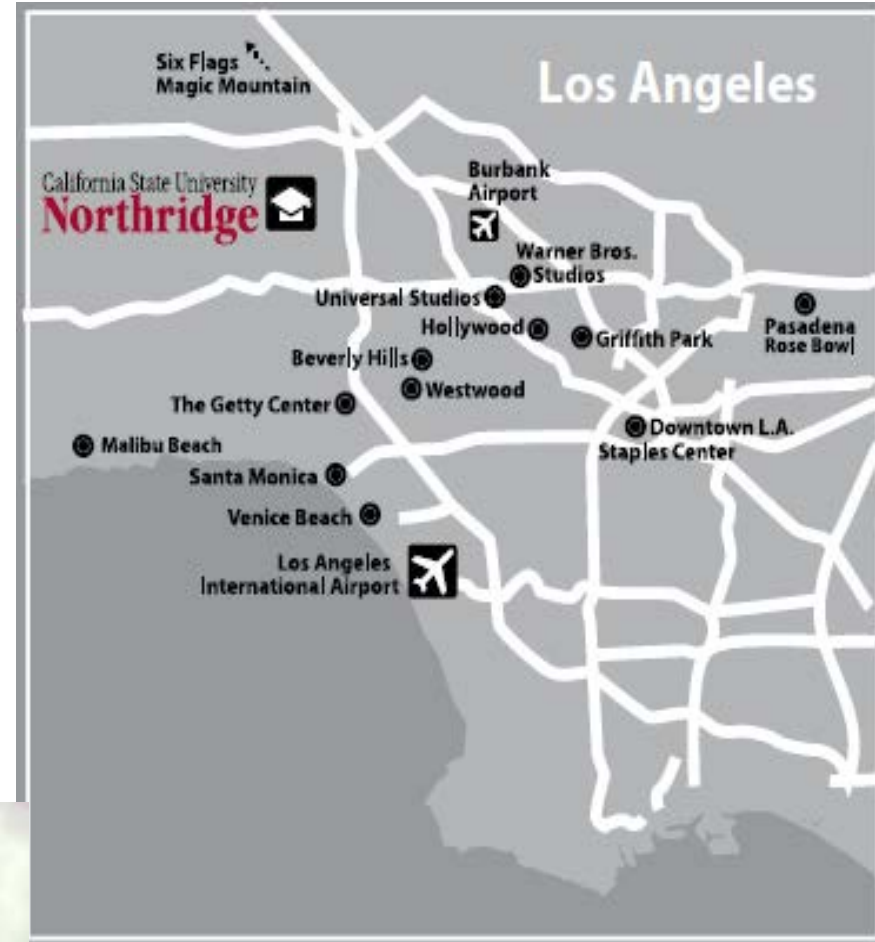 Six Flags
Magic Mountain
Los Angeles
California State University
Northridge
Burbank
Airport
Warner Bros.
Studios
Universal Studios
Hollywood
Griffith Park
Pasadena
Rose Bowl
Beverly Hills
Westwood
The Getty Center
Downtown L.A.
Staples Center
Malibu Beach
Santa Monica
Venice Beach
Los Angeles
International Airport